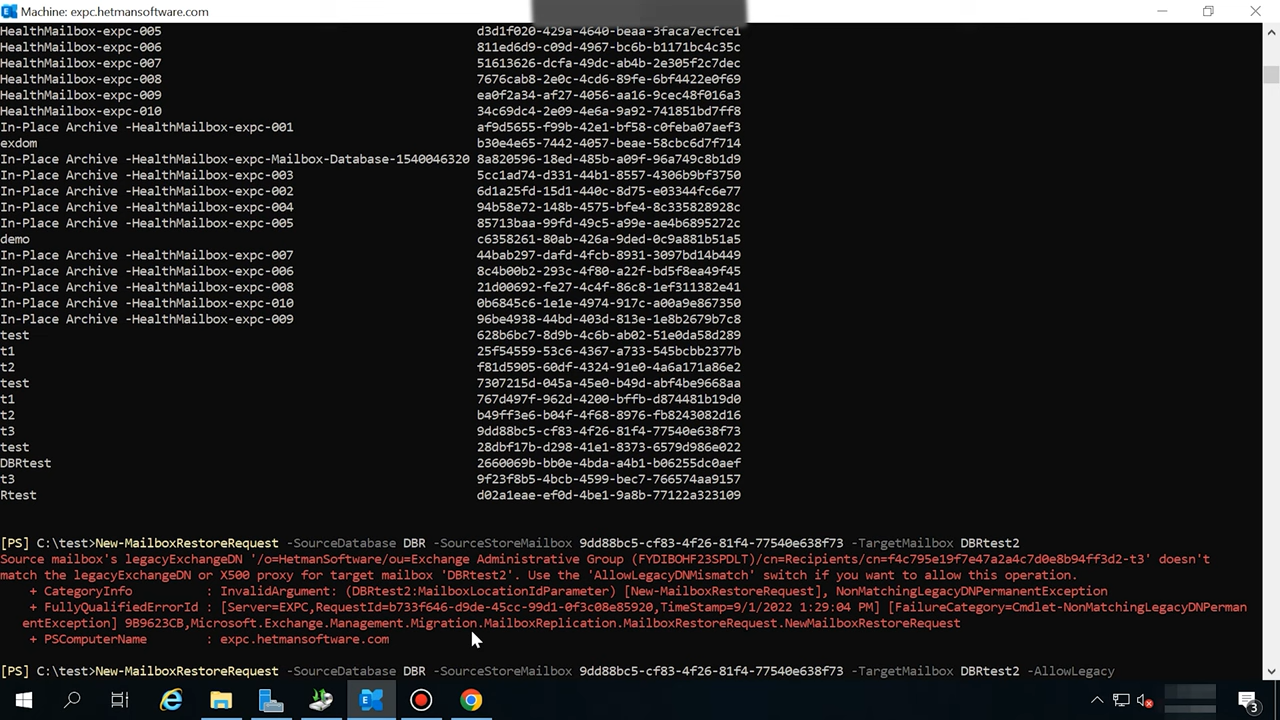 Machine: expc.hetmansoftware.com
HealthMailbox-expc-005 d3d1f020-429a-4640-beaa-3faca7ecfce1
HealthMailbox-expc-006 811ed6d9-c09d-4967-bc6b-b1171bc4c35c
HealthMailbox-expc-007 51613626-dcfa-49dc-ab4b-2e305f2c7dec
HealthMailbox-expc-008 7676cab8-2e0c-4cd6-89fe-6bf4422e0f69
HealthMailbox-expc-009 ea0f2a34-af27-4056-aa16-9cec48f016a3
HealthMailbox-expc-010 34c69dc4-2e09-4e6a-9a92-741851bd7ff8
In-Place Archive -HealthMailbox-expc-001 af9d5655-f99b-42e1-bf58-c0feba07aef3
exdom b30e4e65-7442-4057-beae-58cbc6d7f714
In-Place Archive -HealthMailbox-expc-Mailbox-Database-1540046320 8a820596-18ed-485b-a09f-96a749c8b1d9
In-Place Archive -HealthMailbox-expc-003 5cc1ad74-d331-44b1-8557-4306b9bf3750
In-Place Archive -HealthMailbox-expc-002 6d1a25fd-15d1-440c-8d75-e03344fc6e77
In-Place Archive -HealthMailbox-expc-004 94b58e72-148b-4575-bfe4-8c335828928c
In-Place Archive -HealthMailbox-expc-005 85713baa-99fd-49c5-a99e-ae4b6895272c
demo c6358261-80ab-426a-9ded-0c9a881b51a5
In-Place Archive -HealthMailbox-expc-007 44bab297-dafd-4fcb-8931-3097bd14b449
In-Place Archive -HealthMailbox-expc-006 8c4b00b2-293c-4f80-a22f-bd5f8ea49f45
In-Place Archive -HealthMailbox-expc-008 21d00692-fe27-4c4f-86c8-1ef311382e41
In-Place Archive -HealthMailbox-expc-010 0b6845c6-1e1e-4974-917c-a00a9e867350
In-Place Archive -HealthMailbox-expc-009 96be4938-44bd-403d-813e-1e8b2679b7c8
test 628b6bc7-8d9b-4c6b-ab02-51e0da58d289
t1 25f54559-53c6-4367-a733-545bcbb2377b
t2 f81d5905-60df-4324-91e0-4a6a171a86e2
test 7307215d-045a-45e0-b49d-abf4be9668aa
t1 767d497f-962d-4200-bffb-d874481b19d0
t2 b49ff3e6-b04f-4f68-8976-fb8243082d16
t3 9dd88bc5-cf83-4f26-81f4-77540e638f73
test 28dbf17b-d298-41e1-8373-6579d986e022
DBRtest 2660069b-bb0e-4bda-a4b1-b06255dc0aef
t3 9f23f8b5-4bcb-4599-bec7-766574aa9157
Rtest d02a1eae-ef0d-4be1-9a8b-77122a323109
[PS] C:\test>New-MailboxRestoreRequest -SourceDatabase DBR -SourceStoreMailbox 9dd88bc5-cf83-4f26-81f4-77540e638f73 -TargetMailbox DBRtest2
Source mailbox's legacyExchangeDN '/o=HetmanSoftware/ou=Exchange Administrative Group (FYDIBOHF23SPDLT)/cn=Recipients/cn=f4c795e19f7e47a2a4c7d0e8b94ff3d2-t3' doesn't
match the legacyExchangeDN or X500 proxy for target mailbox 'DBRtest2'. Use the 'AllowLegacyDNMismatch' switch if you want to allow this operation.
+ CategoryInfo : InvalidArgument: (DBRtest2:MailboxLocationIdParameter) [New-MailboxRestoreRequest], NonMatchingLegacyDNPermanentException
+ FullyQualifiedErrorId : [Server=EXPC,RequestId=b733f646-d9de-45cc-99d1-0f3c08e85920,TimeStamp=9/1/2022 1:29:04 PM] [FailureCategory=Cmdlet-NonMatchingLegacyDNPerman
entException] 9B9623CB,Microsoft.Exchange.Management.Migration.MailboxReplication.MailboxRestoreRequest.NewMailboxRestoreRequest
+ PSComputerName : expc.hetmansoftware.com
[PS] C:\test>New-MailboxRestoreRequest -SourceDatabase DBR -SourceStoreMailbox 9dd88bc5-cf83-4f26-81f4-77540e638f73 -TargetMailbox DBRtest2 -AllowLegacy
3